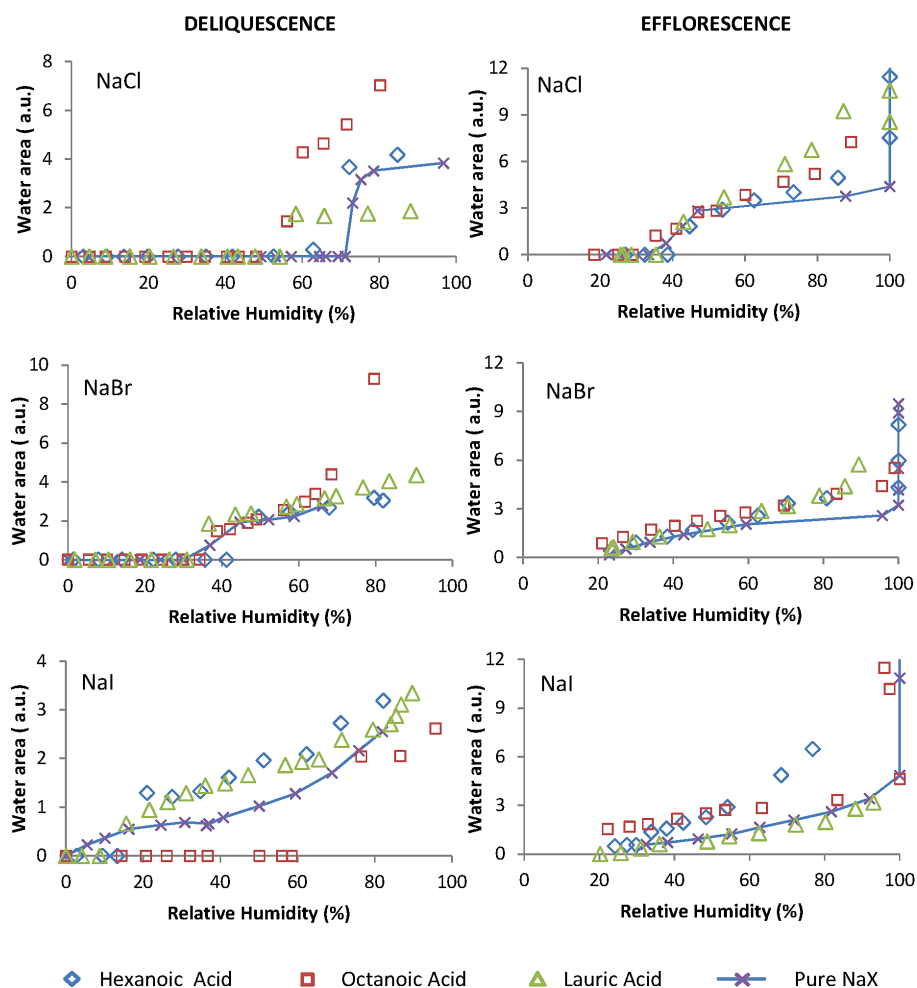 DELIQUESCENCE
EFFLORESCENCE
NaCl
Water area ( a.u.)
8
6
4
2
0
0 20 40 60 80 100
Relative Humidity (%)
NaCl
Water area ( a.u.)
12
9
6
3
0
0 20 40 60 80 100
Relative Humidity (%)
NaBr
Water area ( a.u.)
10
8
6
4
2
0
0 20 40 60 80 100
Relative Humidity (%)
NaBr
Water area ( a.u.)
12
9
6
3
0
0 20 40 60 80 100
Relative Humidity (%)
NaI
Water area ( a.u.)
4
3
2
1
0
0 20 40 60 80 100
Relative Humidity (%)
NaI
Water area ( a.u.)
12
9
6
3
0
0 20 40 60 80 100
Relative Humidity (%)
Hexanoic Acid
Octanoic Acid
Lauric Acid
Pure NaX